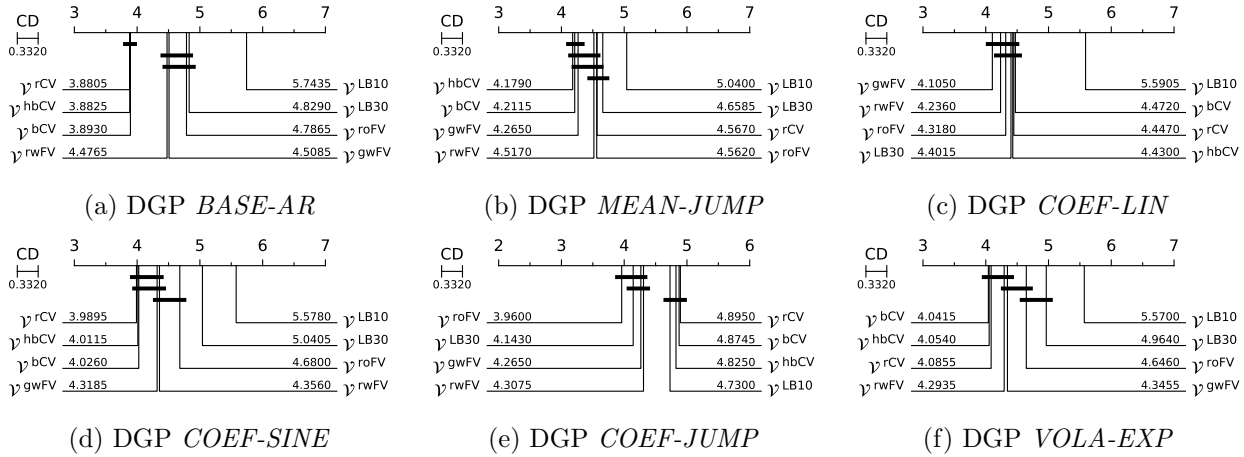 3 4 5 6 7
CD
0.3320
𝒱 rCV 3.8805 5.7435 𝒱 LB10
𝒱 hbCV 3.8825 4.8290 𝒱 LB30
𝒱 bCV 3.8930 4.7865 𝒱 roFV
𝒱 rwFV 4.4765 4.5085 𝒱 gwFV
(a) DGP BASE-AR
2 3 4 5 6
CD
0.3320
𝒱 hbCV 4.1790 5.0400 𝒱 LB10
𝒱 bCV 4.2115 4.6585 𝒱 LB30
𝒱 gwFV 4.2650 4.5670 𝒱 rCV
𝒱 rwFV 4.5170 4.5620 𝒱 roFV
(b) DGP MEAN-JUMP
3 4 5 6 7
CD
0.3320
𝒱 gwFV 4.1050 5.5905 𝒱 LB10
𝒱 rwFV 4.2360 4.4720 𝒱 bCV
𝒱 roFV 4.3180 4.4470 𝒱 rCV
𝒱 LB30 4.4015 4.4300 𝒱 hbCV
(c) DGP COEF-LIN
3 4 5 6 7
CD
0.3320
𝒱 rCV 3.9895 5.5780 𝒱 LB10
𝒱 hbCV 4.0115 5.0405 𝒱 LB30
𝒱 bCV 4.0260 4.6800 𝒱 roFV
𝒱 gwFV 4.3185 4.3560 𝒱 rwFV
(d) DGP COEF-SINE
2 3 4 5 6
CD
0.3320
𝒱 roFV 3.9600 4.8950 𝒱 rCV
𝒱 LB30 4.1430 4.8745 𝒱 bCV
𝒱 gwFV 4.2650 4.8250 𝒱 hbCV
𝒱 rwFV 4.3075 4.7300 𝒱 LB10
(e) DGP COEF-JUMP
3 4 5 6 7
CD
0.3320
𝒱 bCV 4.0415 5.5700 𝒱 LB10
𝒱 hbCV 4.0540 4.9640 𝒱 LB30
𝒱 rCV 4.0855 4.6460 𝒱 roFV
𝒱 rwFV 4.2935 4.3455 𝒱 gwFV
(f) DGP VOLA-EXP